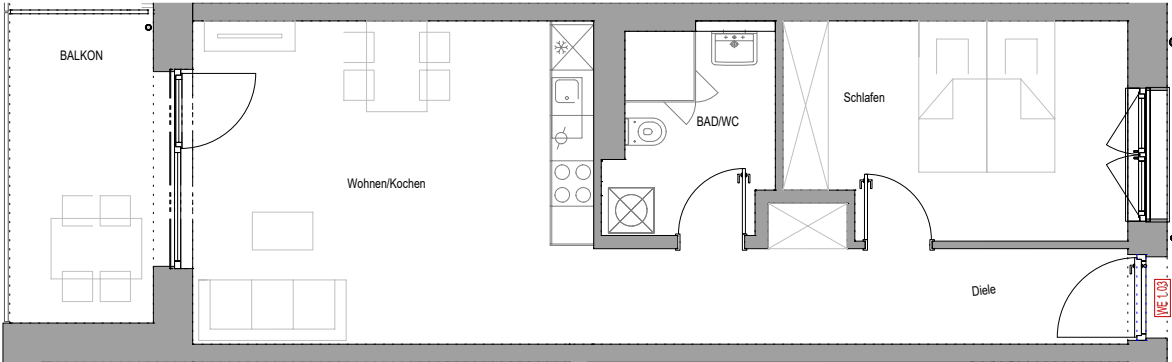 BALKON
Wohnen/Kochen
BAD/WC
Schlafen
Diele
WE 1.03